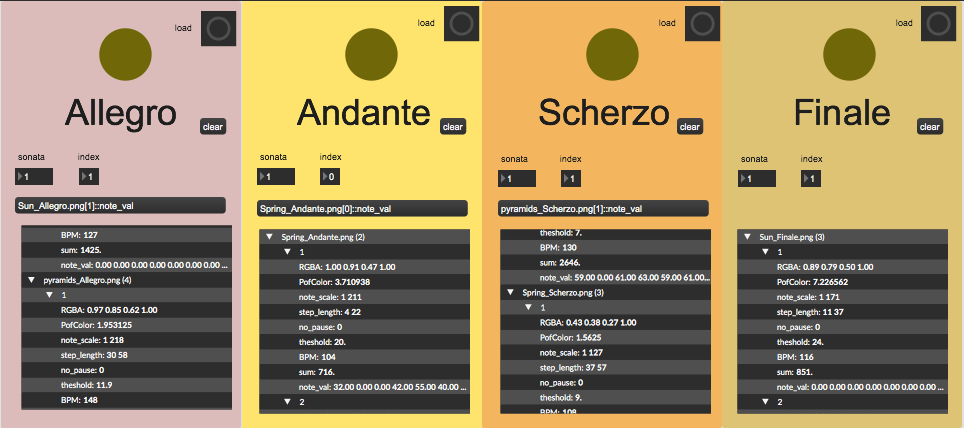 load
Allegro
clear
sonata
index
1
1
Sun_Allegro.png[1]::note_val
BPM: 127
sum: 1425.
note_val: 0.00 0.00 0.00 0.00 0.00 0.00 0.00 ...
pyramids_Allegro.png (4)
1
RGBA: 0.97 0.85 0.62 1.00
PofColor: 1.953125
note_scale: 1 218
step_length: 30 58
no_pause: 0
theshold: 11.9
BPM: 148
load
Andante
clear
sonata
index
1
0
Spring_Andante.png[0]::note_val
Spring_Andante.png (2)
1
RGBA: 1.00 0.91 0.47 1.00
PofColor: 3.710938
note_scale: 1 211
step_length: 4 22
no_pause: 0
theshold: 20.
BPM: 104
sum: 716.
note_val: 32.00 0.00 0.00 42.00 55.00 40.00 ...
2
load
Scherzo
clear
sonata
index
1
1
pyramids_Scherzo.png[1]::note_val
theshold: 7.
BPM: 130
sum: 2646.
note_val: 59.00 0.00 61.00 63.00 59.00 61.00...
Spring_Scherzo.png (3)
1
RGBA: 0.43 0.38 0.27 1.00
PofColor: 1.5625
note_scale: 1 127
step_length: 37 57
no_pause: 0
theshold: 9.
BPM: 108
load
Finale
clear
sonata
index
1
1
Sun_Finale.png (3)
1
RGBA: 0.89 0.79 0.50 1.00
PofColor: 7.226562
note_scale: 1 171
step_length: 11 37
no_pause: 0
theshold: 24.
BPM: 116
sum: 851.
note_val: 0.00 0.00 0.00 0.00 0.00 0.00 0.00 ...
2